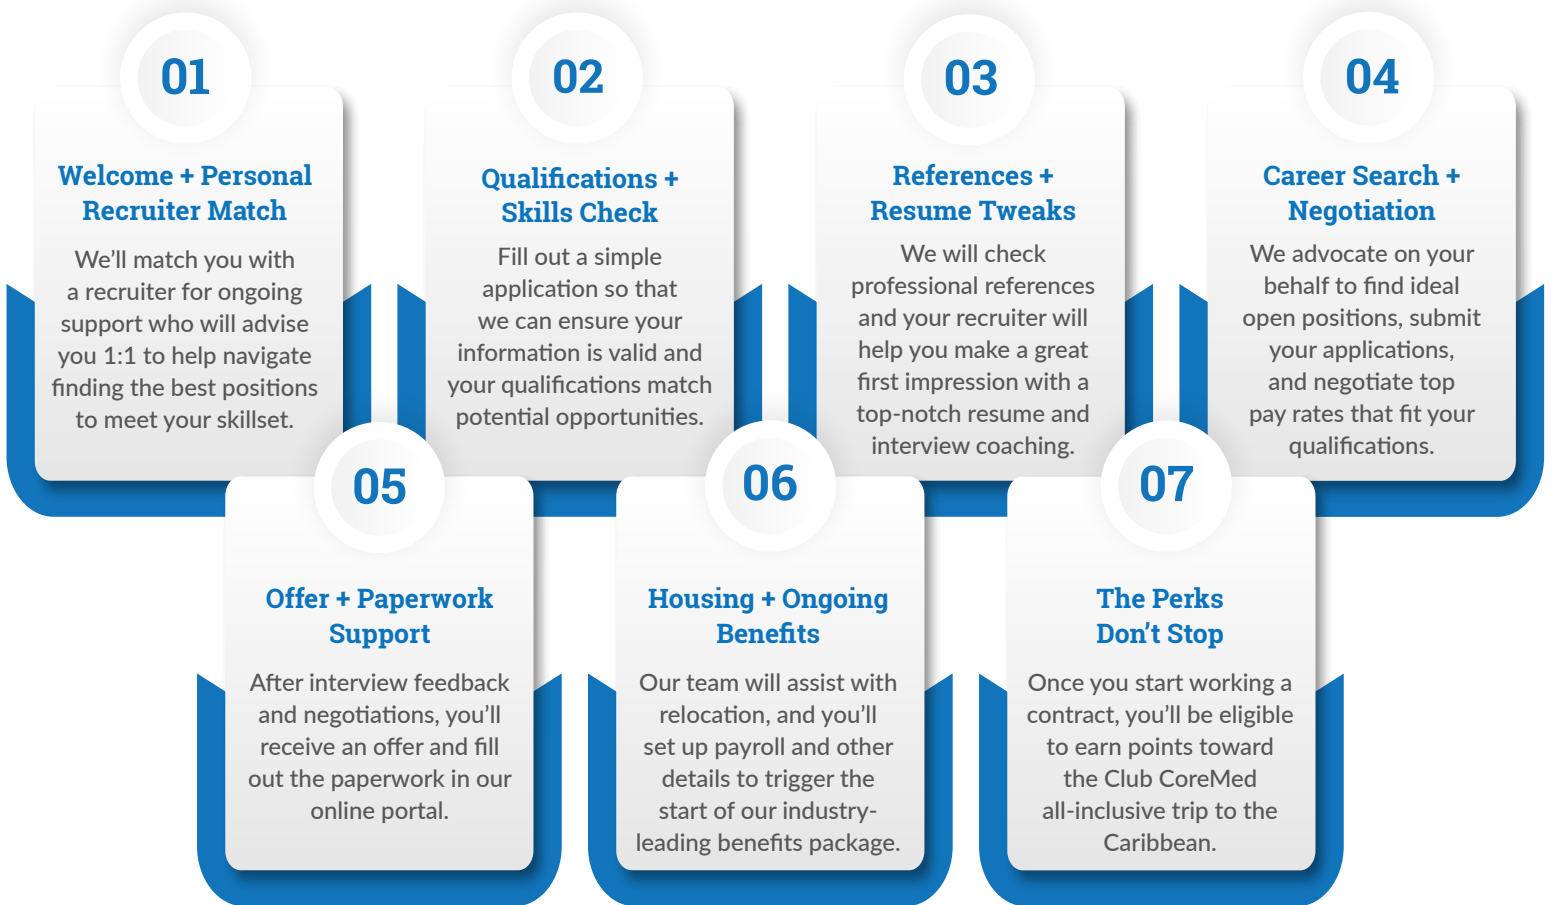 01
Welcome + Personal
Recruiter Match
We’ll match you with
a recruiter for ongoing
support who will advise
you 1:1 to help navigate
finding the best positions
to meet your skillset.
02
Qualifications +
Skills Check
Fill out a simple
application so that
we can ensure your
information is valid and
your qualifications match
potential opportunities.
03
References +
Resume Tweaks
We will check
professional references
and your recruiter will
help you make a great
first impression with a
top-notch resume and
interview coaching.
04
Career Search +
Negotiation
We advocate on your
behalf to find ideal
open positions, submit
your applications,
and negotiate top
pay rates that fit your
qualifications.
05
Offer + Paperwork
Support
After interview feedback
and negotiations, you’ll
receive an offer and fill
out the paperwork in our
online portal.
06
Housing + Ongoing
Benefits
Our team will assist with
relocation, and you’ll
set up payroll and other
details to trigger the
start of our industry-
leading benefits package.
07
The Perks
Don’t Stop
Once you start working a
contract, you’ll be eligible
to earn points toward
the Club CoreMed
all-inclusive trip to the
Caribbean.